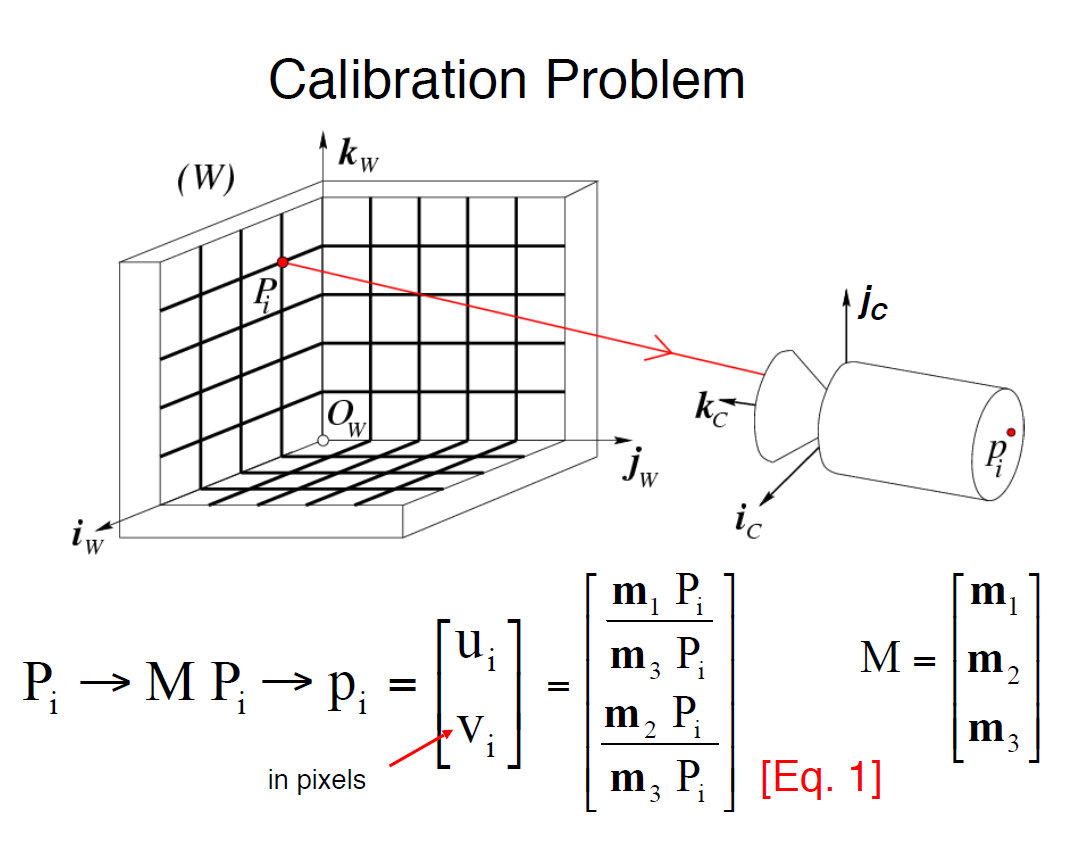 Calibration Problem
(W)
k_W
P_i
O_W
j_W
i_W
j_C
k_C
i_C
p_i
P_i → M P_i → p_i = [ u_i ; v_i ] = [ m_1 P_i / m_3 P_i ; m_2 P_i / m_3 P_i ]
M = [ m_1 ; m_2 ; m_3 ]
in pixels
[Eq. 1]